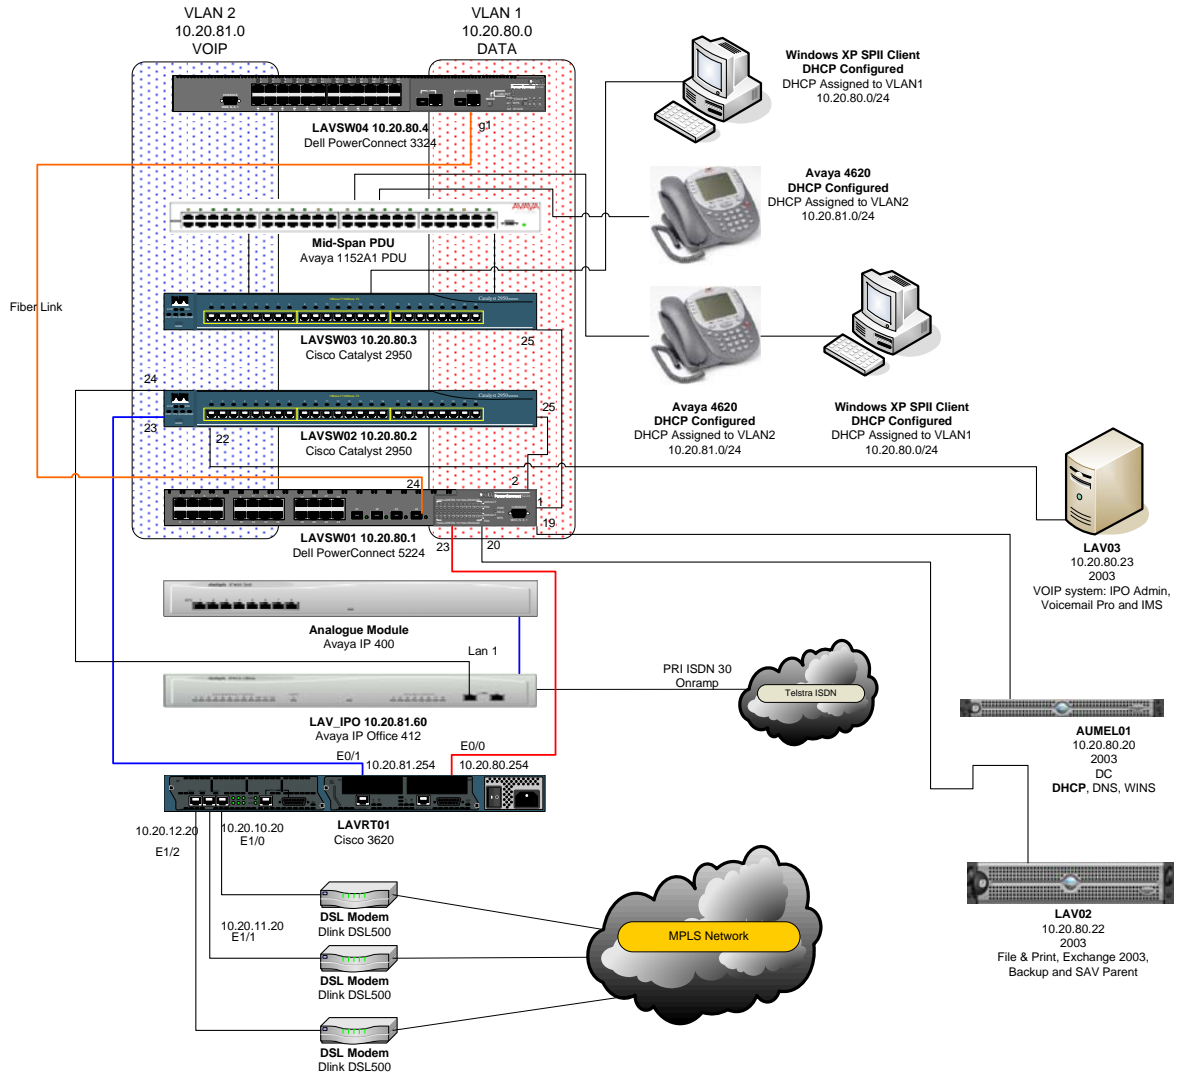 VLAN 2
10.20.81.0
VOIP
VLAN 1
10.20.80.0
DATA
LAVSW04 10.20.80.4
Dell PowerConnect 3324
g1
Windows XP SPII Client
DHCP Configured
DHCP Assigned to VLAN1
10.20.80.0/24
Avaya 4620
DHCP Configured
DHCP Assigned to VLAN2
10.20.81.0/24
AVAYA
Mid-Span PDU
Avaya 1152A1 PDU
Fiber Link
Catalyst 2950
LAVSW03 10.20.80.3
Cisco Catalyst 2950
25
24
23
22
Catalyst 2950
25
LAVSW02 10.20.80.2
Cisco Catalyst 2950
Avaya 4620
DHCP Configured
DHCP Assigned to VLAN2
10.20.81.0/24
Windows XP SPII Client
DHCP Configured
DHCP Assigned to VLAN1
10.20.80.0/24
24
2
1
19
LAVSW01 10.20.80.1
Dell PowerConnect 5224
23
20
LAV03
10.20.80.23
2003
VOIP system: IPO Admin,
Voicemail Pro and IMS
Analogue Module
Avaya IP 400
Lan 1
PRI ISDN 30
Onramp
Telstra ISDN
LAV_IPO 10.20.81.60
Avaya IP Office 412
E0/1
10.20.81.254
E0/0
10.20.80.254
AUMEL01
10.20.80.20
2003
DC
DHCP, DNS, WINS
LAVRT01
Cisco 3620
10.20.12.20
E1/2
10.20.10.20
E1/0
10.20.11.20
E1/1
DSL Modem
Dlink DSL500
DSL Modem
Dlink DSL500
DSL Modem
Dlink DSL500
MPLS Network
LAV02
10.20.80.22
2003
File & Print, Exchange 2003,
Backup and SAV Parent